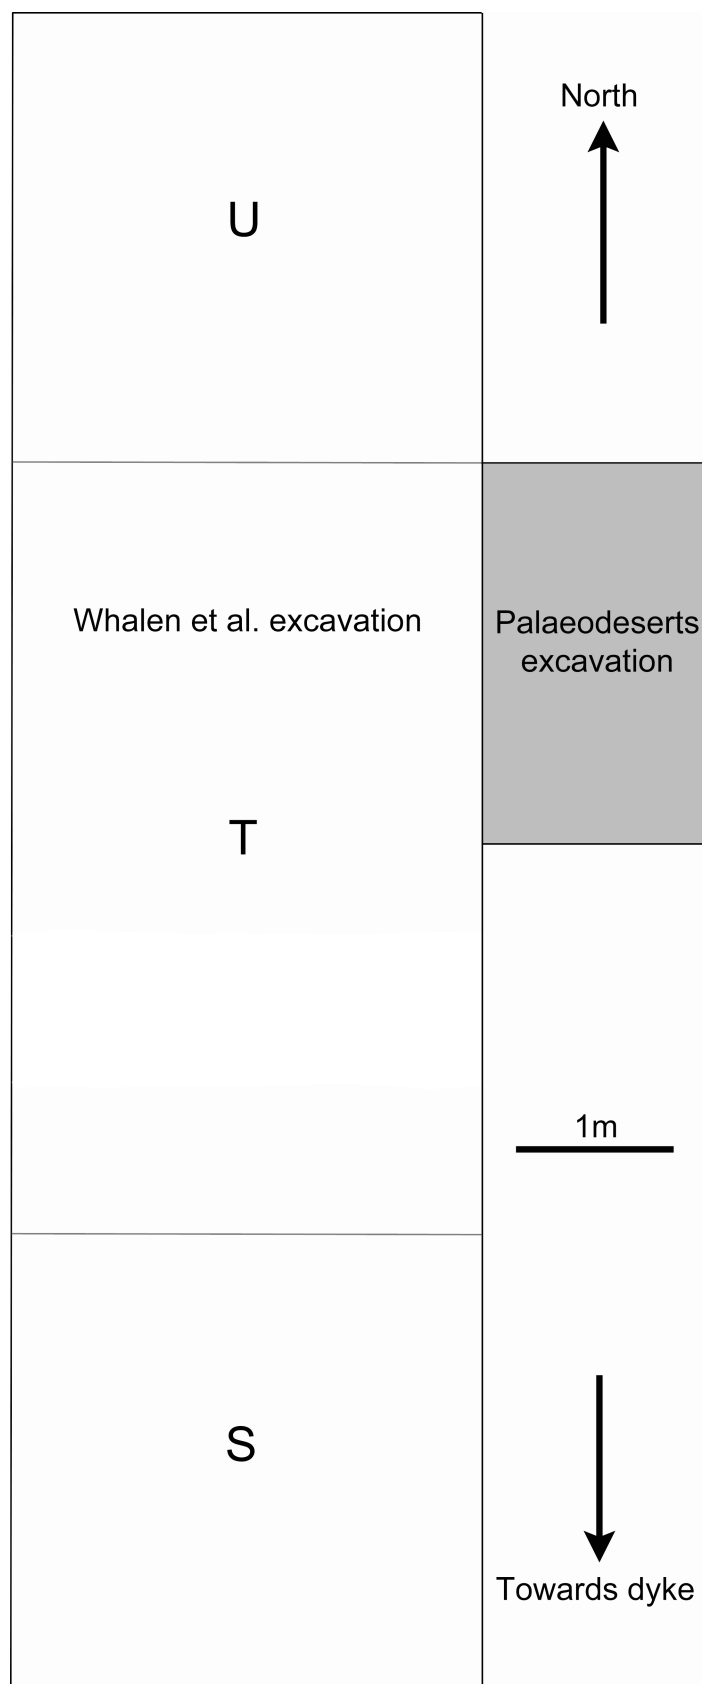 North
U
Whalen et al. excavation
Palaeodeserts
excavation
T
1m
S
Towards dyke